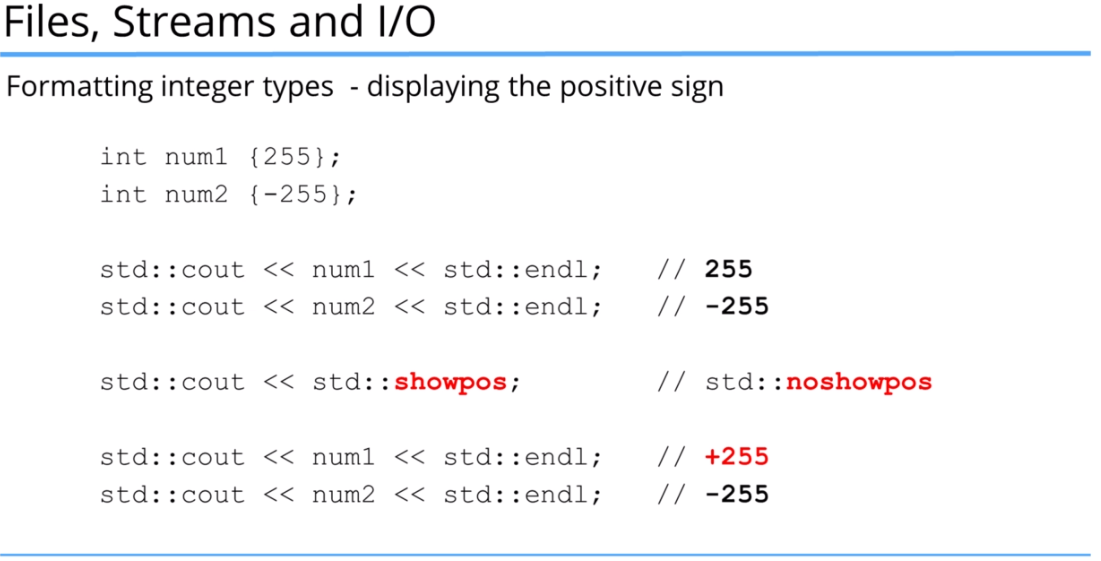 Files, Streams and I/O
Formatting integer types - displaying the positive sign
int num1 {255};
int num2 {-255};
std::cout << num1 << std::endl; // 255
std::cout << num2 << std::endl; // -255
std::cout << std::showpos; // std::noshowpos
std::cout << num1 << std::endl; // +255
std::cout << num2 << std::endl; // -255